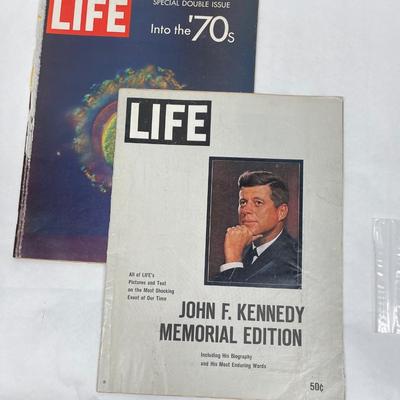 LIFE
SPECIAL DOUBLE ISSUE
Into the '70s
LIFE
All of LIFE's
Pictures and Text
on the Most Shocking
Event of Our Time
JOHN F. KENNEDY
MEMORIAL EDITION
Including His Biography
and His Most Enduring Words
50¢